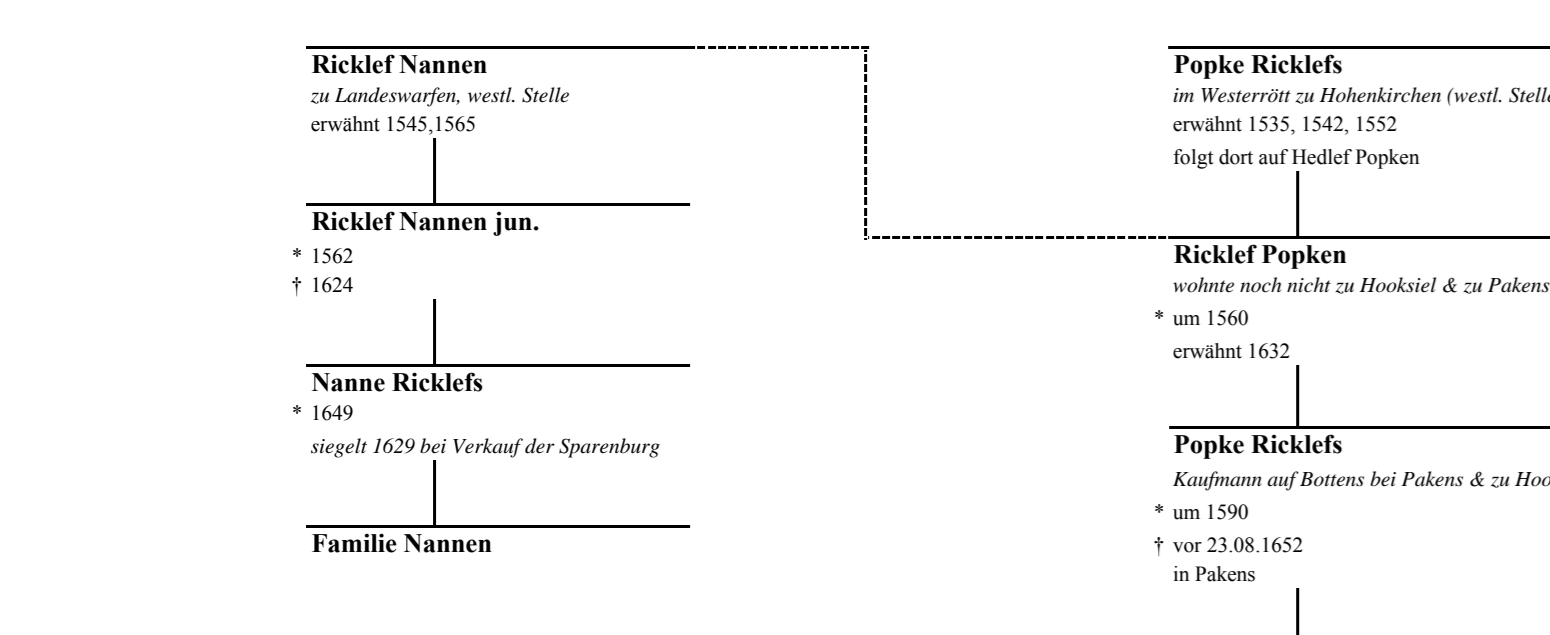 Ricklef Nannen
zu Landeswarfen, westl. Stelle
erwähnt 1545,1565
Ricklef Nannen jun.
* 1562
† 1624
Nanne Ricklefs
* 1649
siegelt 1629 bei Verkauf der Sparenburg
Familie Nannen
Popke Ricklefs
im Westerrött zu Hohenkirchen (westl. Stelle
erwähnt 1535, 1542, 1552
folgt dort auf Hedlef Popken
Ricklef Popken
wohnte noch nicht zu Hooksiel & zu Pakens
* um 1560
erwähnt 1632
Popke Ricklefs
Kaufmann auf Bottens bei Pakens & zu Hoo
* um 1590
† vor 23.08.1652
in Pakens